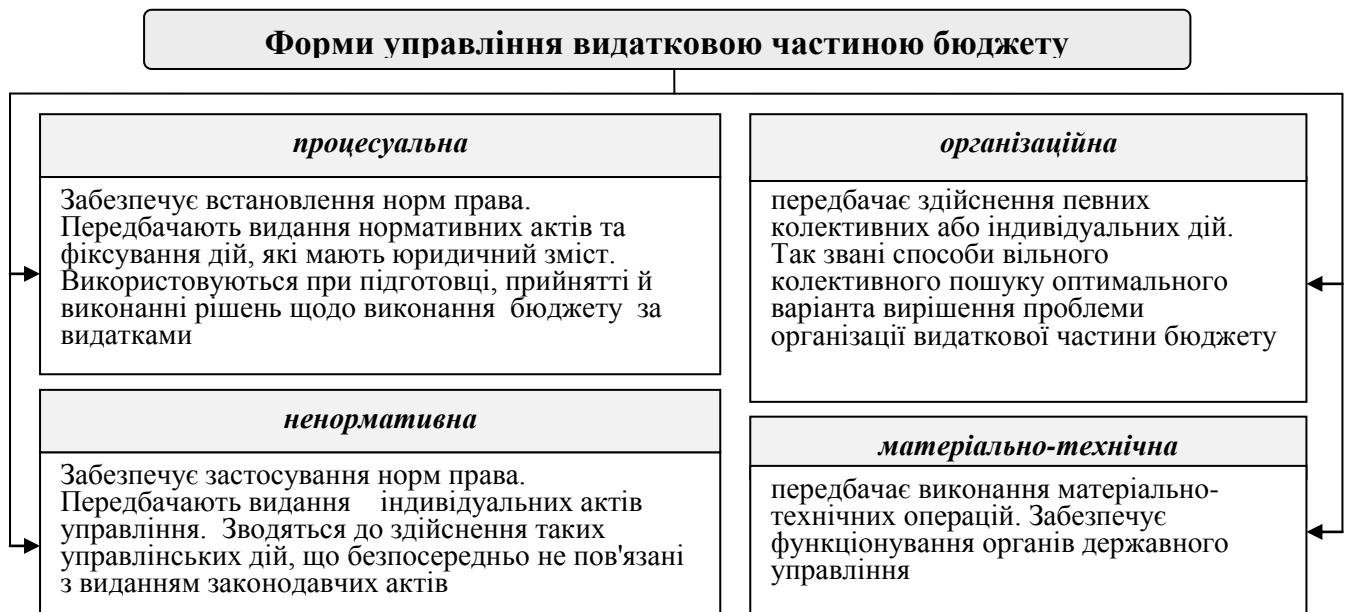 Форми управління видатковою частиною бюджету
процесуальна
Забезпечує встановлення норм права.
Передбачають видання нормативних актів та
фіксування дій, які мають юридичний зміст.
Використовуються при підготовці, прийнятті й
виконанні рішень щодо виконання бюджету за
видатками
організаційна
передбачає здійснення певних
колективних або індивідуальних дій.
Так звані способи вільного
колективного пошуку оптимального
варіанта вирішення проблеми
організації видаткової частини бюджету
ненормативна
Забезпечує застосування норм права.
Передбачають видання індивідуальних актів
управління. Зводяться до здійснення таких
управлінських дій, що безпосередньо не пов'язані
з виданням законодавчих актів
матеріально-технічна
передбачає виконання матеріально-
технічних операцій. Забезпечує
функціонування органів державного
управління